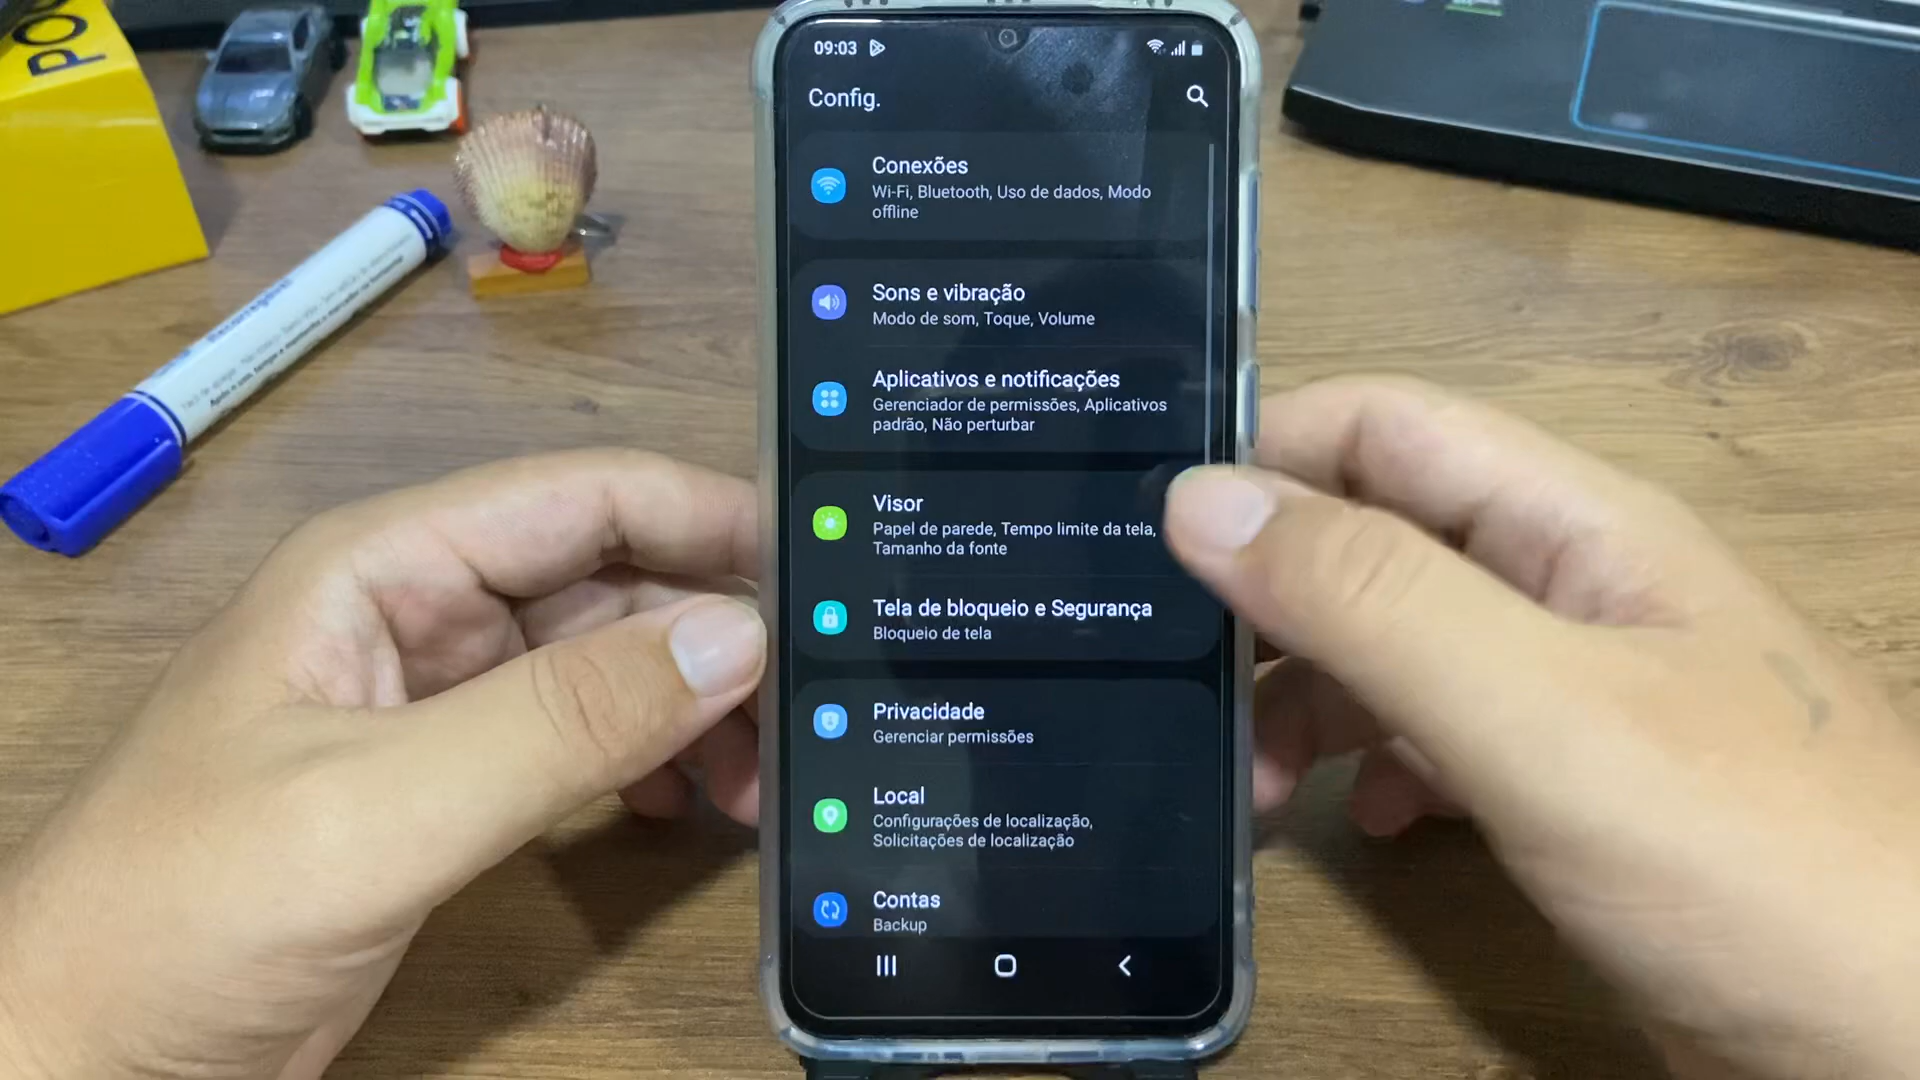 POC
09:03
Config.
Conexões
Wi-Fi, Bluetooth, Uso de dados, Modo
offline
Sons e vibração
Modo de som, Toque, Volume
Aplicativos e notificações
Gerenciador de permissões, Aplicativos
padrão, Não perturbar
Visor
Papel de parede, Tempo limite da tela,
Tamanho da fonte
Tela de bloqueio e Segurança
Bloqueio de tela
Privacidade
Gerenciar permissões
Local
Configurações de localização,
Solicitações de localização
Contas
Backup